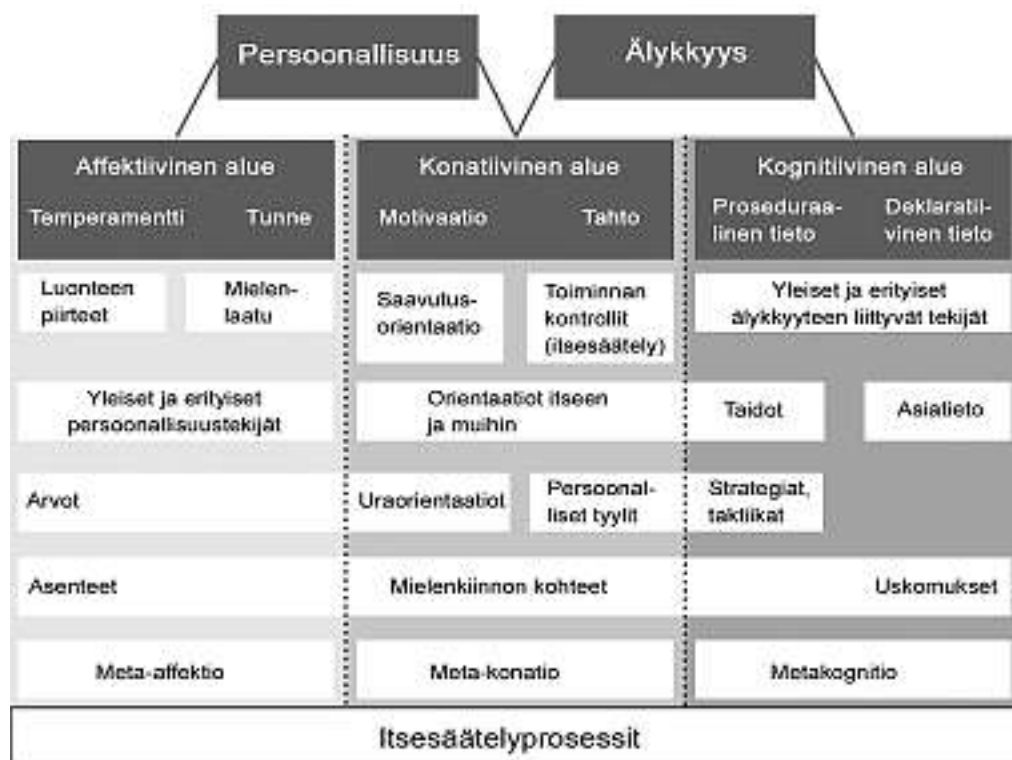 Persoonallisuus
Älykkyys
Affektiivinen alue
Temperamentti Tunne
Konatiivinen alue
Motivaatio Tahto
Kognitiivinen alue
Proseduraa-
linen tieto
Deklaratii-
vinen tieto
Luonteen
piirteet
Mielen-
laatu
Saavutus-
orientaatio
Toiminnan
kontrollit
(itsesäätely)
Yleiset ja erityiset
älykkyyteen liittyvät tekijät
Yleiset ja erityiset
persoonallisuustekijät
Orientaatiot itseen
ja muihin
Taidot
Asiatieto
Arvot
Uraorientaatiot
Persoonal-
liset tyylit
Strategiat,
taktiikat
Asenteet
Mielenkiinnon kohteet
Uskomukset
Meta-affektio
Meta-konatio
Metakognitio
Itsesäätelyprosessit